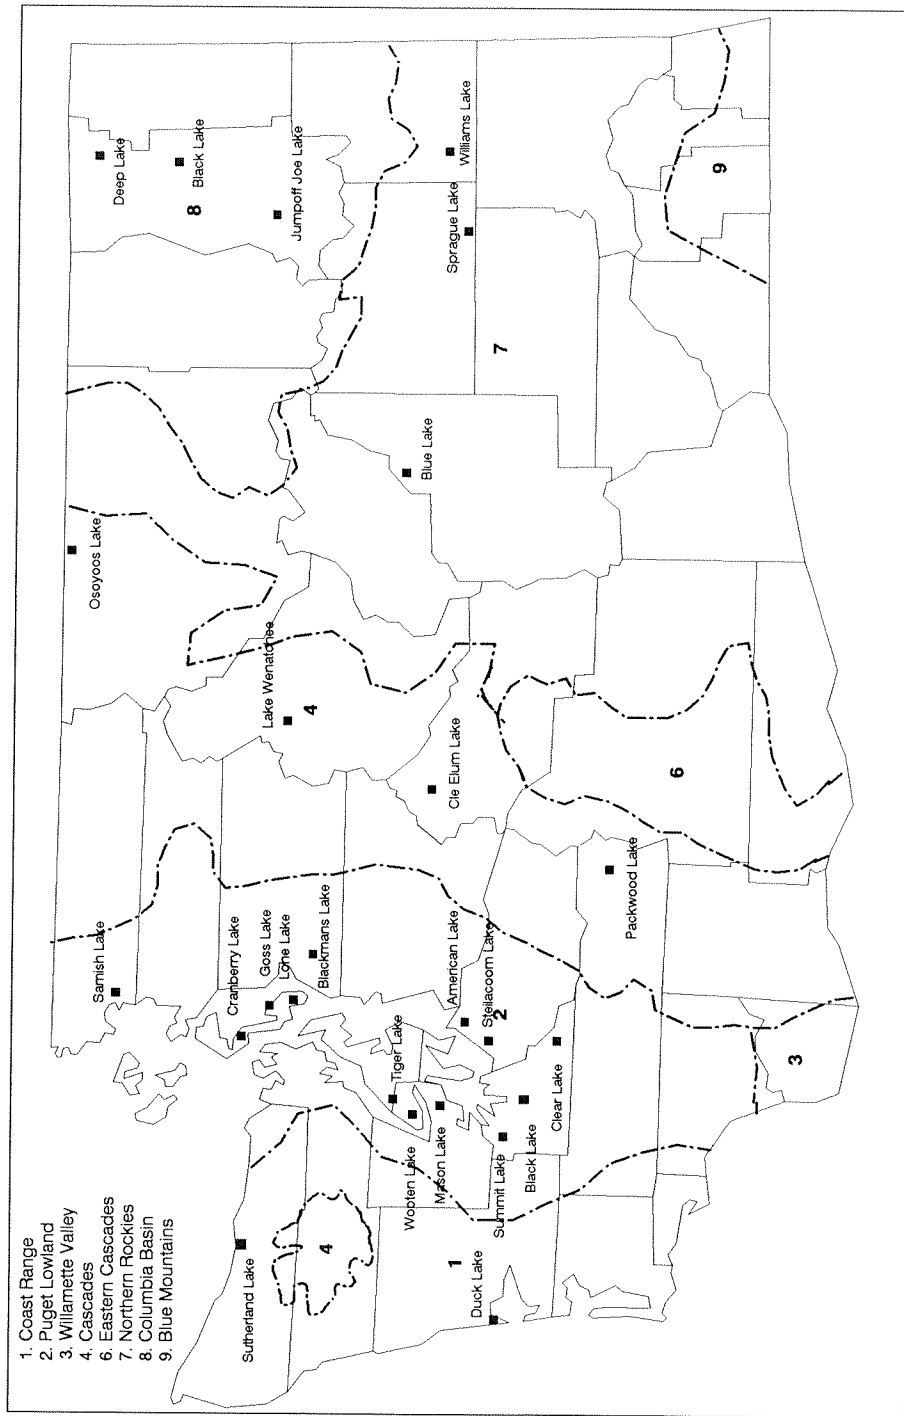 1. Coast Range
2. Puget Lowland
3. Willamette Valley
4. Cascades
6. Eastern Cascades
7. Northern Rockies
8. Columbia Basin
9. Blue Mountains
Samish Lake
Osoyoos Lake
Deep Lake
Black Lake
8
Jumpoff Joe Lake
Sutherland Lake
4
Cranberry Lake
Goss Lake
Lone Lake
Blackmans Lake
Lake Wenatchee
4
Tiger Lake
Wooten Lake
Mason Lake
American Lake
Steilacoom Lake
2
Cle Elum Lake
Blue Lake
Sprague Lake
Williams Lake
7
1
Duck Lake
Summit Lake
Black Lake
Clear Lake
Packwood Lake
6
3
9